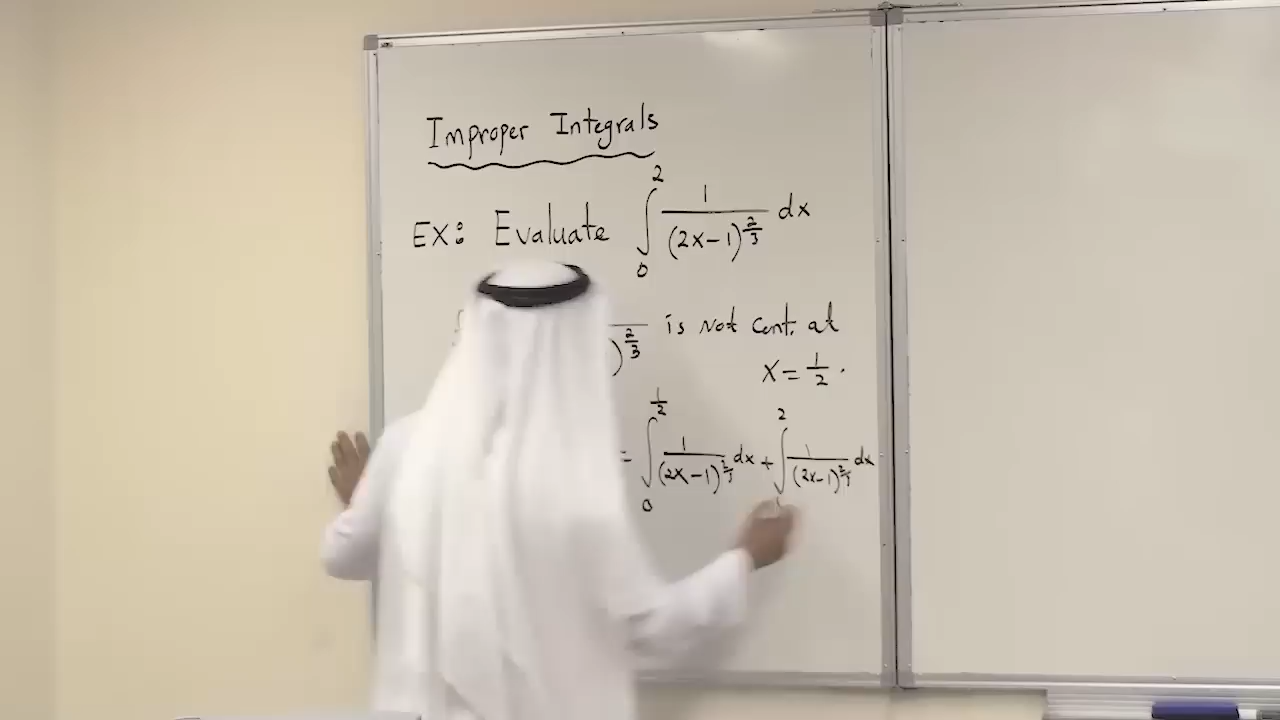 Improper Integrals
EX: Evaluate ∫₀² 1/(2x-1)^(2/3) dx
)^(2/3) is not cont. at
x = 1/2 .
= ∫₀^(1/2) 1/(2x-1)^(2/3) dx + ∫² 1/(2x-1)^(2/3) dx